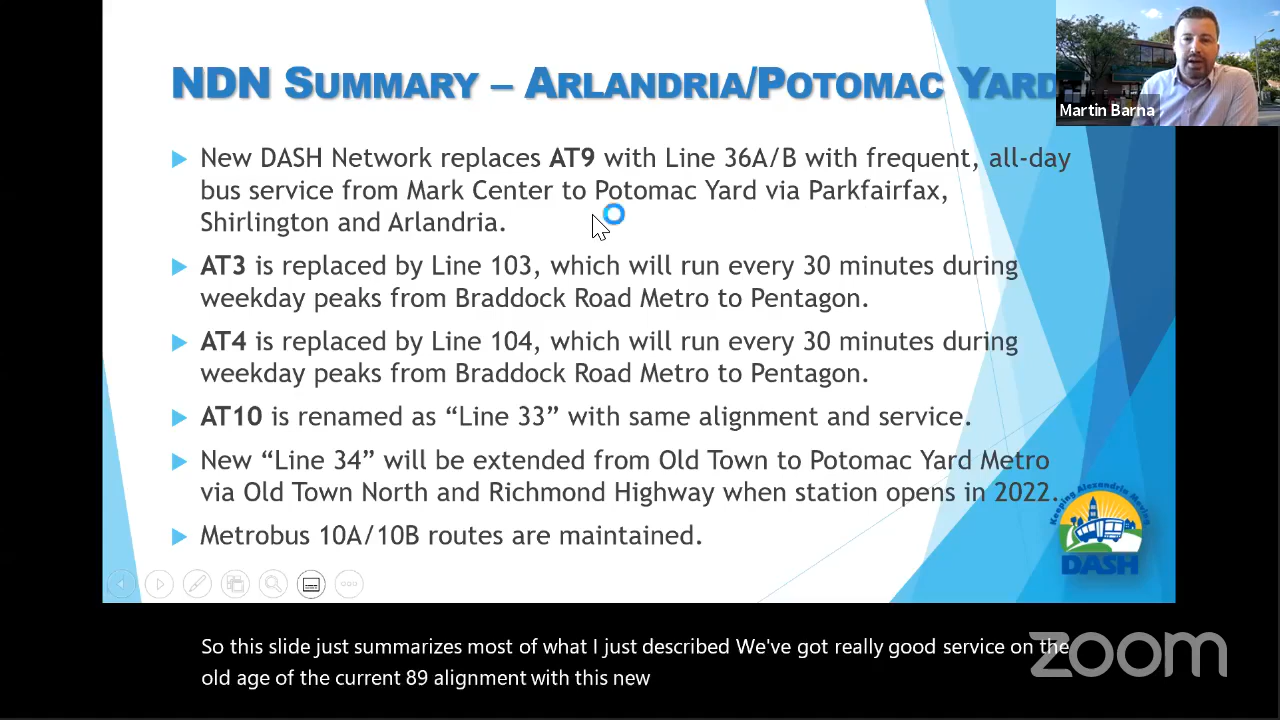 NDN SUMMARY – ARLANDRIA/POTOMAC YARD
Martin Barna
New DASH Network replaces AT9 with Line 36A/B with frequent, all-day
bus service from Mark Center to Potomac Yard via Parkfairfax,
Shirlington and Arlandria.
AT3 is replaced by Line 103, which will run every 30 minutes during
weekday peaks from Braddock Road Metro to Pentagon.
AT4 is replaced by Line 104, which will run every 30 minutes during
weekday peaks from Braddock Road Metro to Pentagon.
AT10 is renamed as “Line 33” with same alignment and service.
New “Line 34” will be extended from Old Town to Potomac Yard Metro
via Old Town North and Richmond Highway when station opens in 2022.
Metrobus 10A/10B routes are maintained.
Keeping Alexandria Moving
DASH
So this slide just summarizes most of what I just described We've got really good service on the
old age of the current 89 alignment with this new
zoom